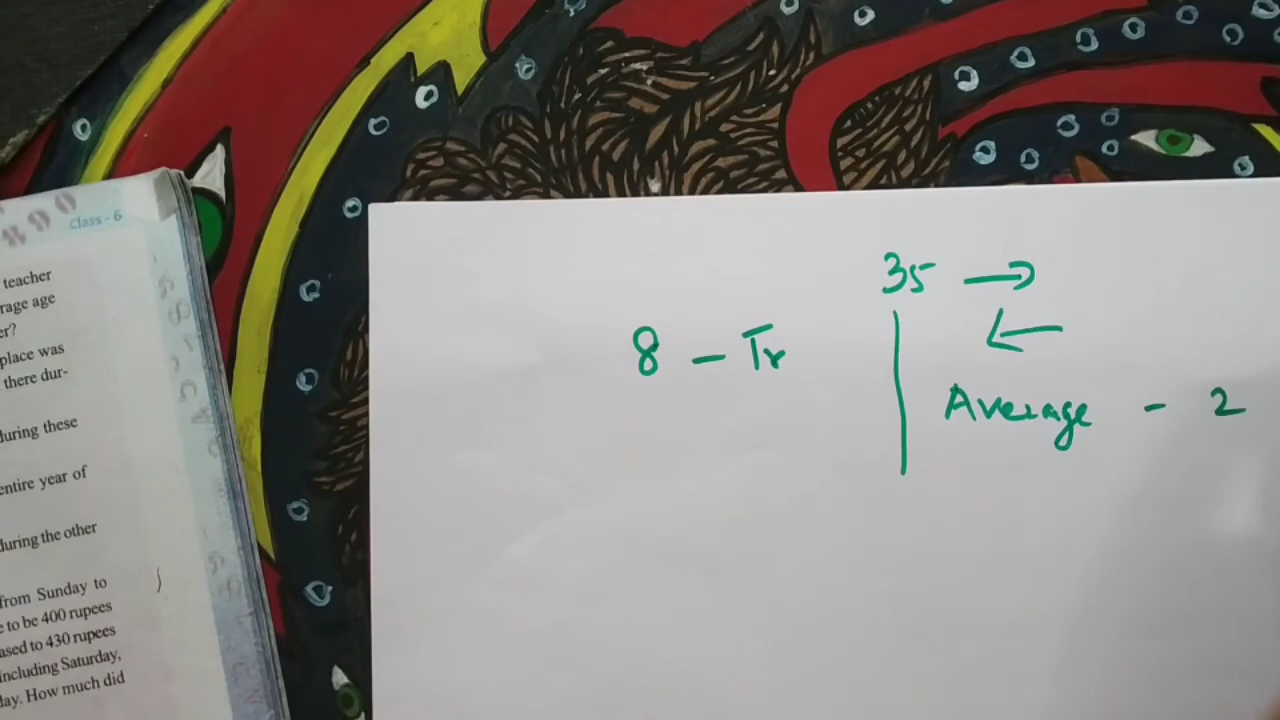 Class - 6
teacher
rage age
er?
place was
there dur-
during these
entire year of
during the other
from Sunday to
e to be 400 rupees
ased to 430 rupees
including Saturday,
day. How much did
35 →
8 - Tr
←
Average - 2